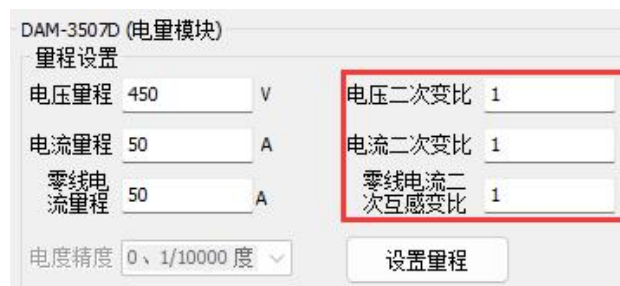 DAM-3507D (电量模块)
量程设置
电压量程 450 V 电压二次变比 1
电流量程 50 A 电流二次变比 1
零线电流量程 50 A 零线电流二次互感变比 1
电度精度 0、1/10000 度 设置量程